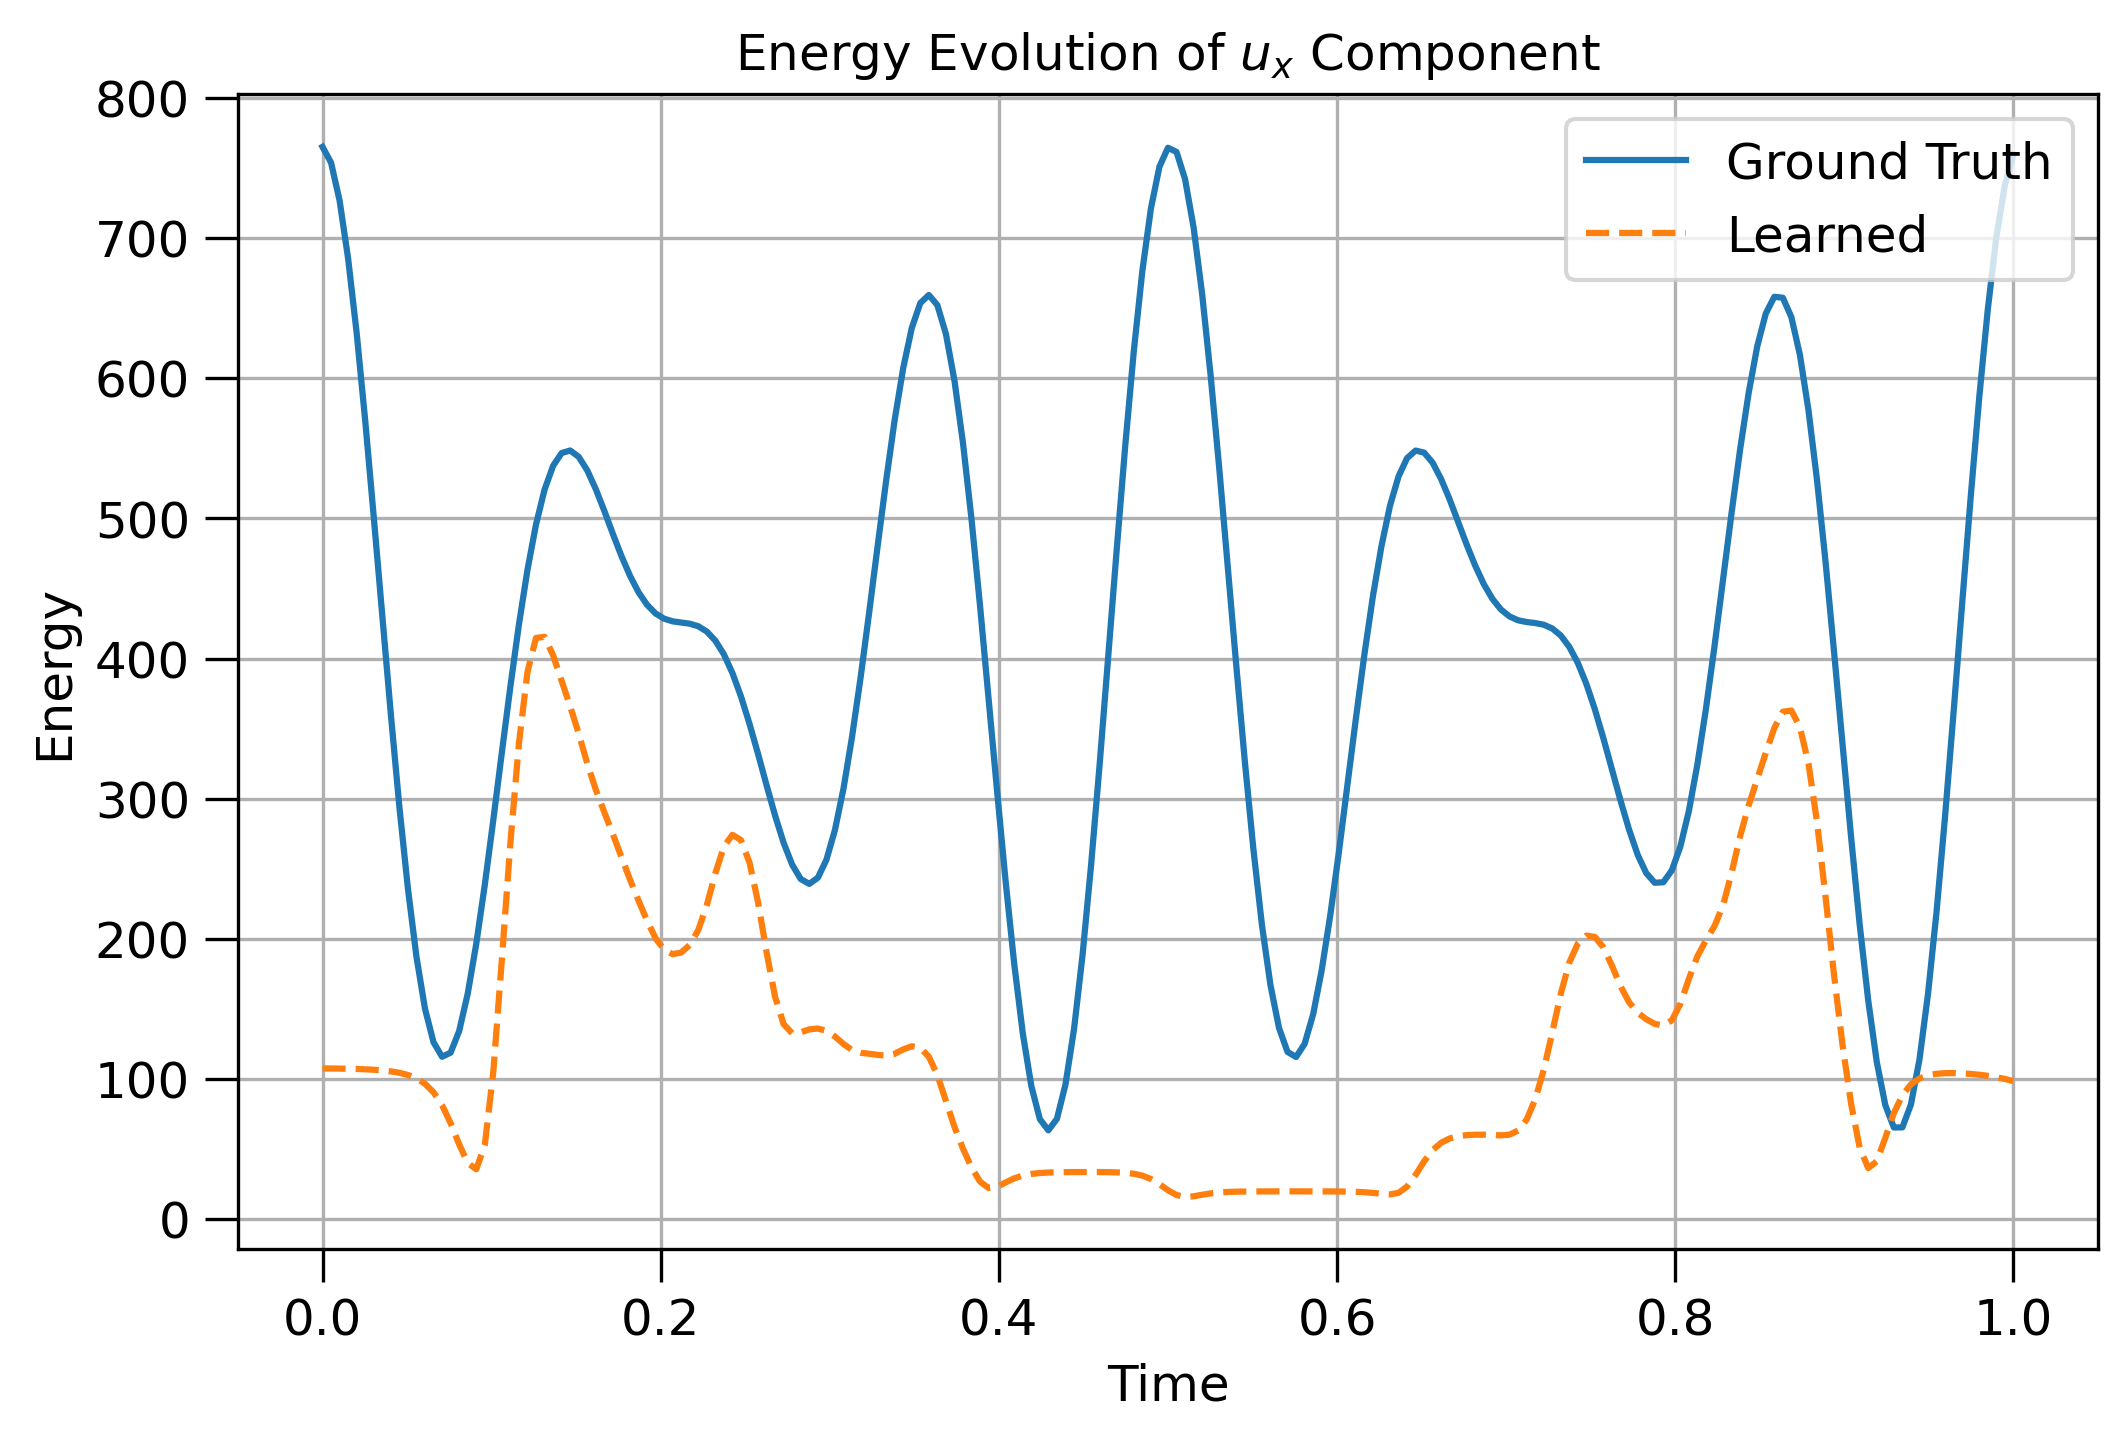 Energy Evolution of uₓ Component
800
700
600
500
400
300
200
100
0
Energy
Ground Truth
Learned
0.0 0.2 0.4 0.6 0.8 1.0
Time